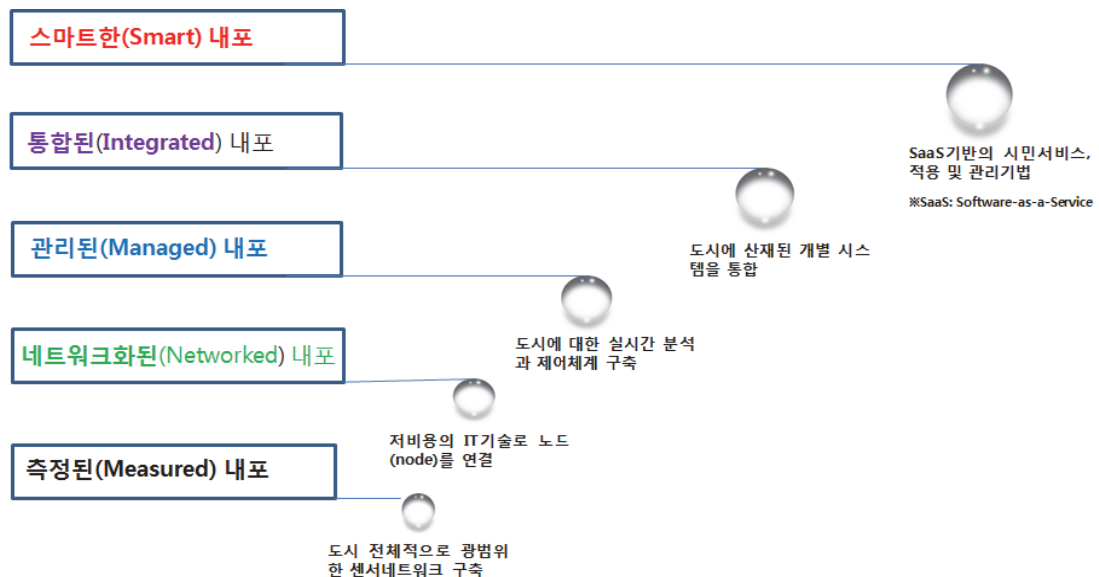 스마트한(Smart) 내포
SaaS기반의 시민서비스,
적용 및 관리기법
※SaaS: Software-as-a-Service
통합된(Integrated) 내포
도시에 산재된 개별 시스
템을 통합
관리된(Managed) 내포
도시에 대한 실시간 분석
과 제어체계 구축
네트워크화된(Networked) 내포
저비용의 IT기술로 노드
(node)를 연결
측정된(Measured) 내포
도시 전체적으로 광범위
한 센서네트워크 구축